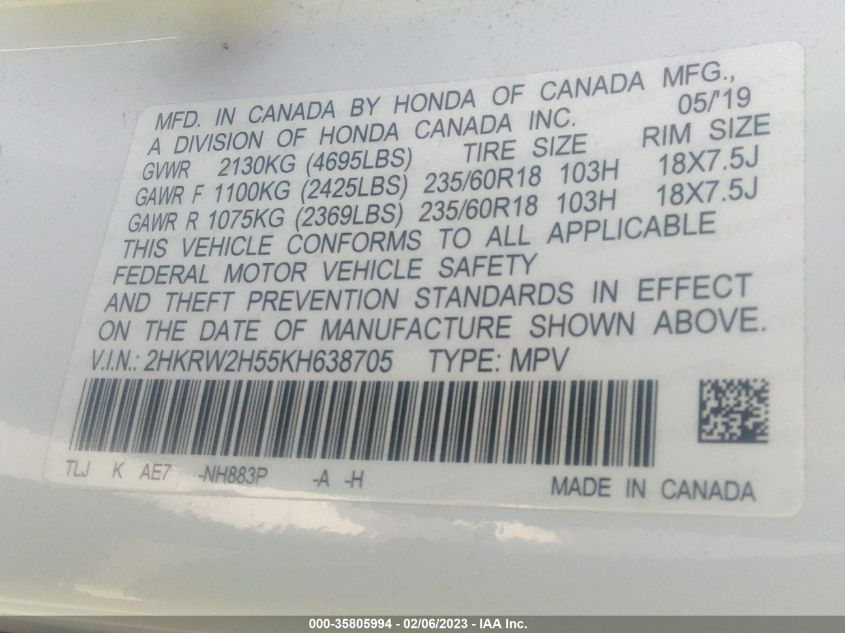 MFD. IN CANADA BY HONDA OF CANADA MFG.,
A DIVISION OF HONDA CANADA INC. 05/'19
GVWR 2130KG (4695LBS) TIRE SIZE RIM SIZE
GAWR F 1100KG (2425LBS) 235/60R18 103H 18X7.5J
GAWR R 1075KG (2369LBS) 235/60R18 103H 18X7.5J
THIS VEHICLE CONFORMS TO ALL APPLICABLE
FEDERAL MOTOR VEHICLE SAFETY
AND THEFT PREVENTION STANDARDS IN EFFECT
ON THE DATE OF MANUFACTURE SHOWN ABOVE.
V.I.N.: 2HKRW2H55KH638705 TYPE: MPV
TLJ K AE7 -NH883P -A -H
MADE IN CANADA
000-35805994 - 02/06/2023 - IAA Inc.